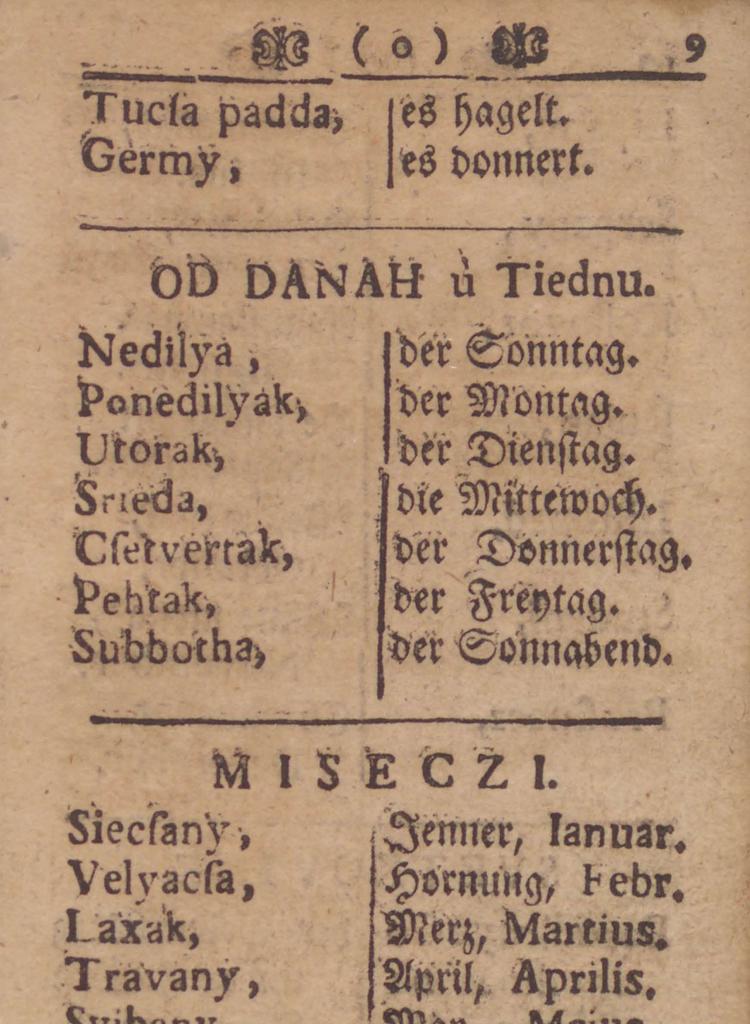 ( o ) 9
Tucſa padda, es hagelt.
Germy, es donnert.
OD DANAH ù Tiednu.
Nedilya, der Sonntag.
Ponedilyak, der Montag.
Utorak, der Dienſtag.
Srieda, die Mittewoch.
Cſetvertak, der Donnerſtag.
Pehtak, der Freytag.
Subbotha, der Sonnabend.
MISECZI.
Siecſany, Jenner, Ianuar.
Velyacſa, Hornung, Febr.
Laxak, Merz, Martius.
Travany, April, Aprilis.